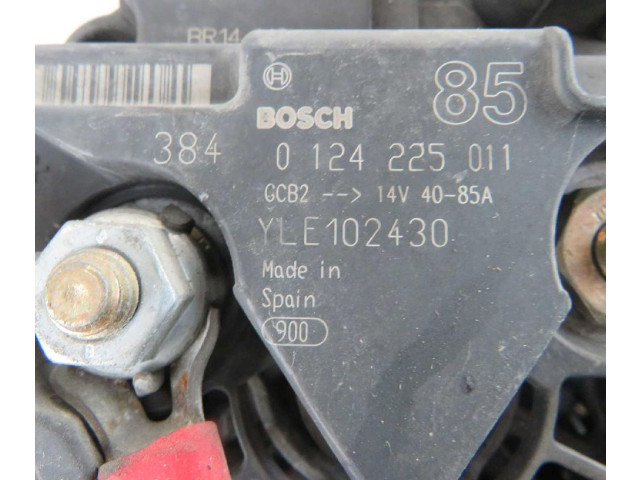 BR14
85
BOSCH
384 0 124 225 011
GCB2 --> 14V 40-85A
YLE102430
Made in
Spain
900